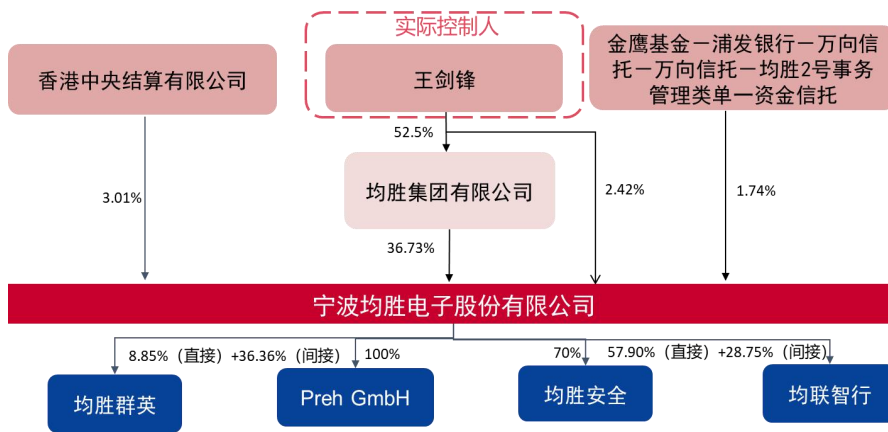 实际控制人
香港中央结算有限公司
王剑锋
金鹰基金－浦发银行－万向信
托－万向信托－均胜2号事务
管理类单一资金信托
52.5%
均胜集团有限公司
3.01%
2.42%
1.74%
36.73%
宁波均胜电子股份有限公司
8.85%（直接）+36.36%（间接）
100%
70%
57.90%（直接）+28.75%（间接）
均胜群英
Preh GmbH
均胜安全
均联智行